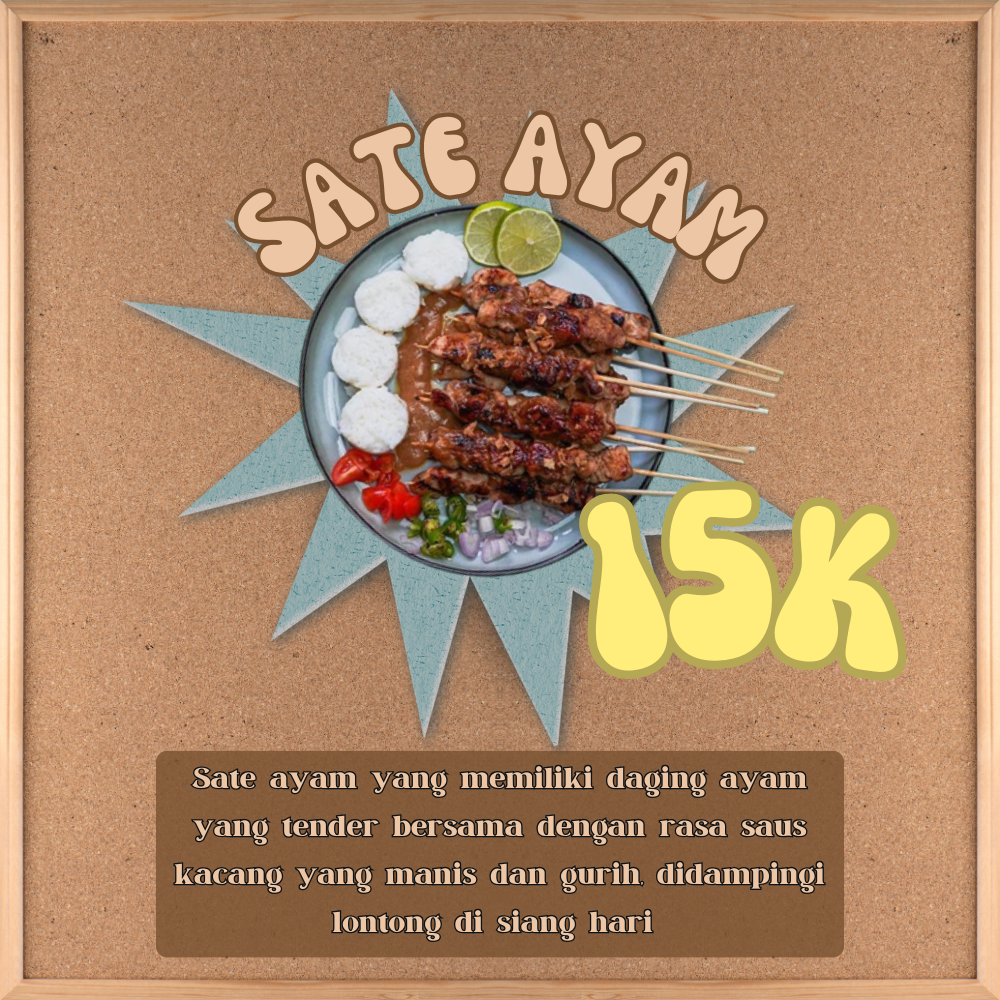 SATE AYAM
15K
Sate ayam yang memiliki daging ayam
yang tender bersama dengan rasa saus
kacang yang manis dan gurih, didampingi
lontong di siang hari